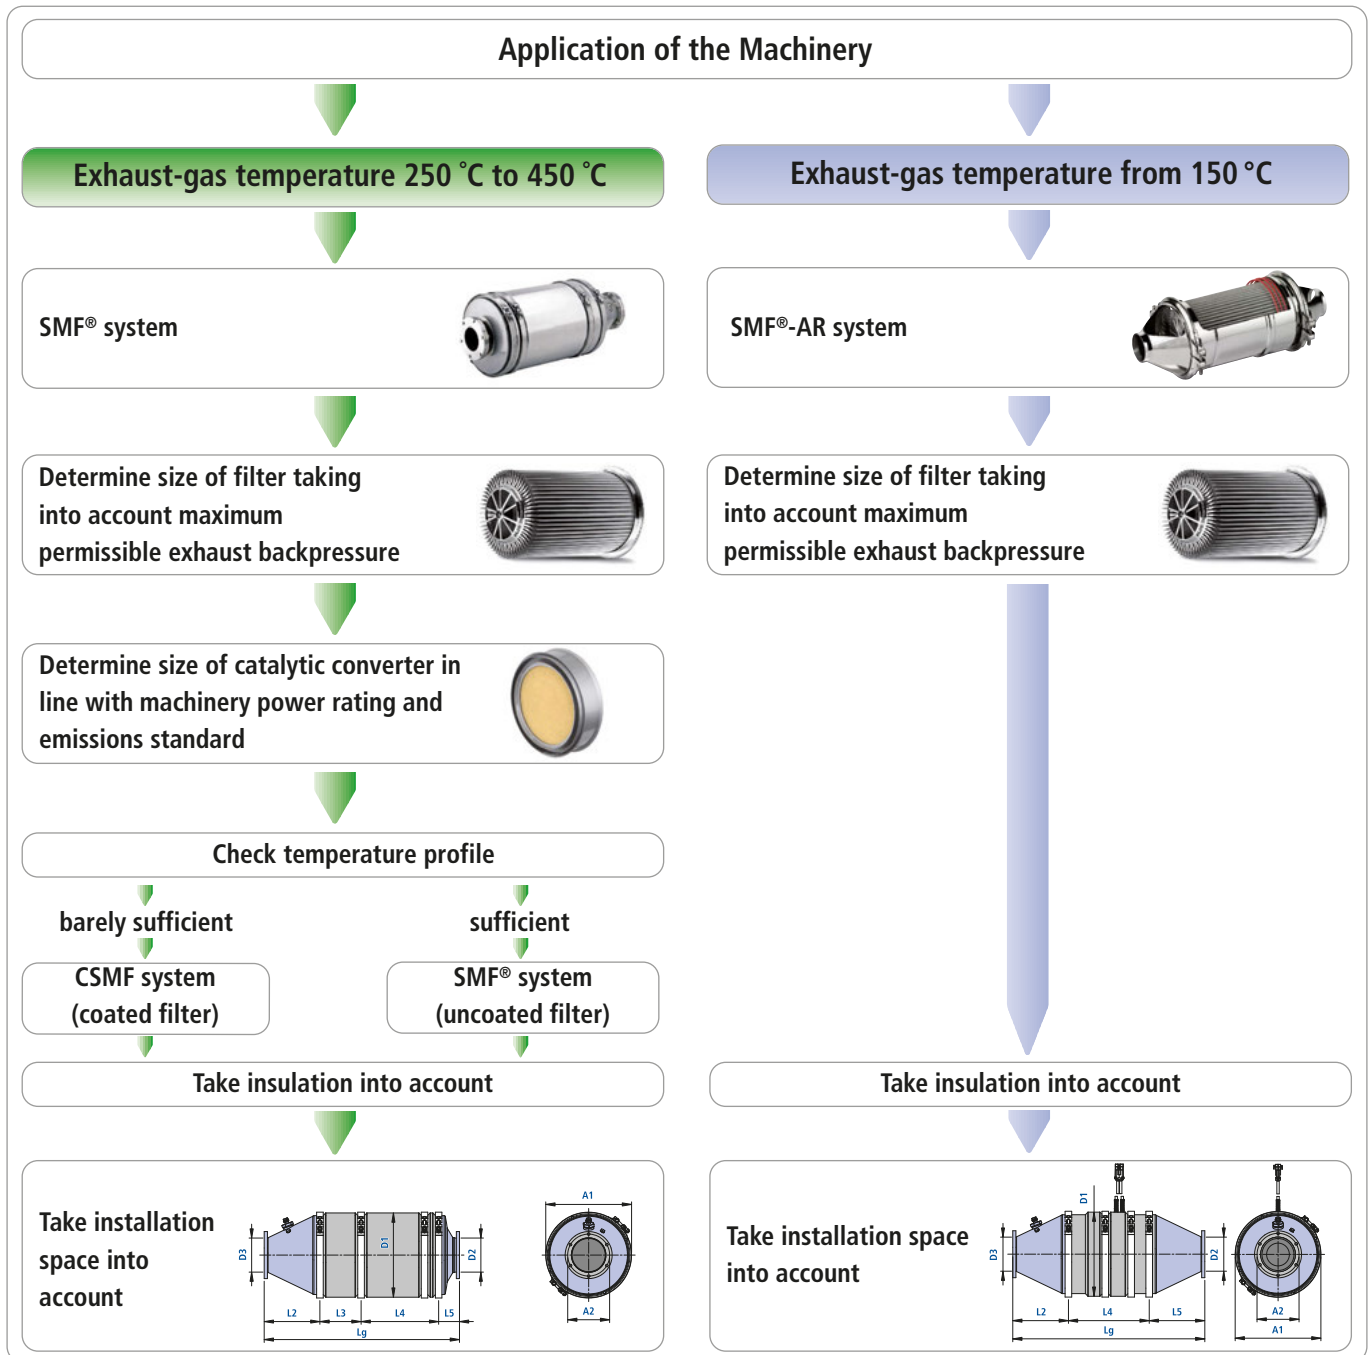 Application of the Machinery
Exhaust-gas temperature 250 ˚C to 450 ˚C
Exhaust-gas temperature from 150 °C
SMF® system
SMF®-AR system
Determine size of filter taking
into account maximum
permissible exhaust backpressure
Determine size of filter taking
into account maximum
permissible exhaust backpressure
Determine size of catalytic converter in
line with machinery power rating and
emissions standard
Check temperature profile
barely sufficient
sufficient
CSMF system
(coated filter)
SMF® system
(uncoated filter)
Take insulation into account
Take insulation into account
Take installation
space into
account
D3
D1
D2
L2
L3
L4
L5
Lg
A1
A2
Take installation space
into account
D3
D1
D2
L2
L4
L5
Lg
A2
A1